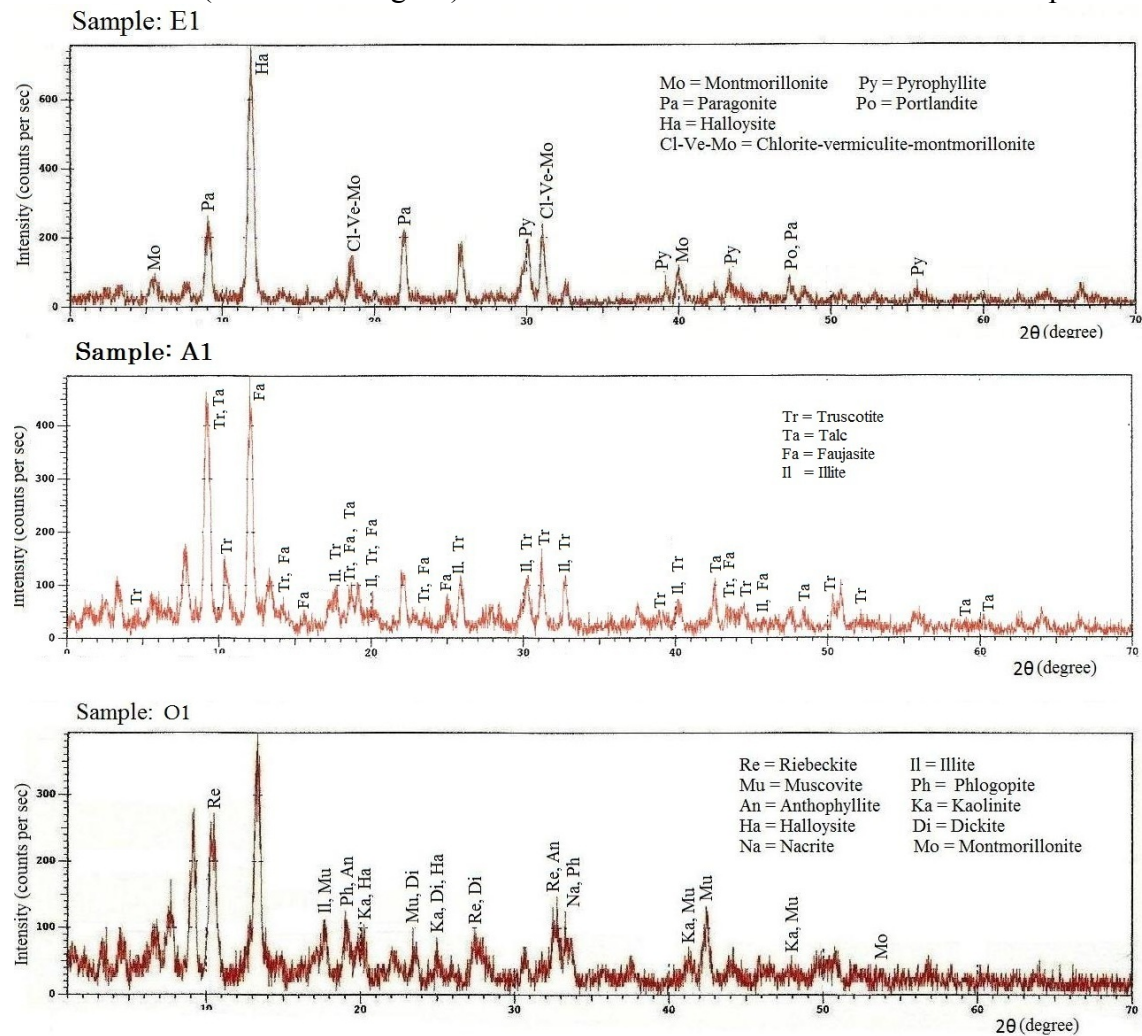 Sample: E1
Intensity (counts per sec)
600
400
200
0
Mo
Pa
Ha
Cl-Ve-Mo
Pa
Py
Cl-Ve-Mo
Py
Mo
Py
Po, Pa
Py
Mo = Montmorillonite Py = Pyrophyllite
Pa = Paragonite Po = Portlandite
Ha = Halloysite
Cl-Ve-Mo = Chlorite-vermiculite-montmorillonite
0 10 20 30 40 50 60 70
2θ (degree)
Sample: A1
Intensity (counts per sec)
400
300
200
100
0
Tr
Tr, Ta
Tr
Fa
Tr, Fa
Fa
Il, Tr
Tr, Fa , Ta
Il, Tr, Fa
Tr, Fa
Fa
Il, Tr
Il, Tr
Tr
Il, Tr
Tr
Il, Tr
Ta
Tr, Fa
Tr
Il, Fa
Ta
Tr
Tr
Ta
Ta
Tr = Truscotite
Ta = Talc
Fa = Faujasite
Il = Illite
0 10 20 30 40 50 60 70
2θ (degree)
Sample: O1
Intensity (counts per sec)
300
200
100
0
Re
Il, Mu
Ph, An
Ka, Ha
Mu, Di
Ka, Di, Ha
Re, Di
Re, An
Na, Ph
Ka, Mu
Mu
Ka, Mu
Mo
Re = Riebeckite Il = Illite
Mu = Muscovite Ph = Phlogopite
An = Anthophyllite Ka = Kaolinite
Ha = Halloysite Di = Dickite
Na = Nacrite Mo = Montmorillonite
10 20 30 40 50 60 70
2θ (degree)